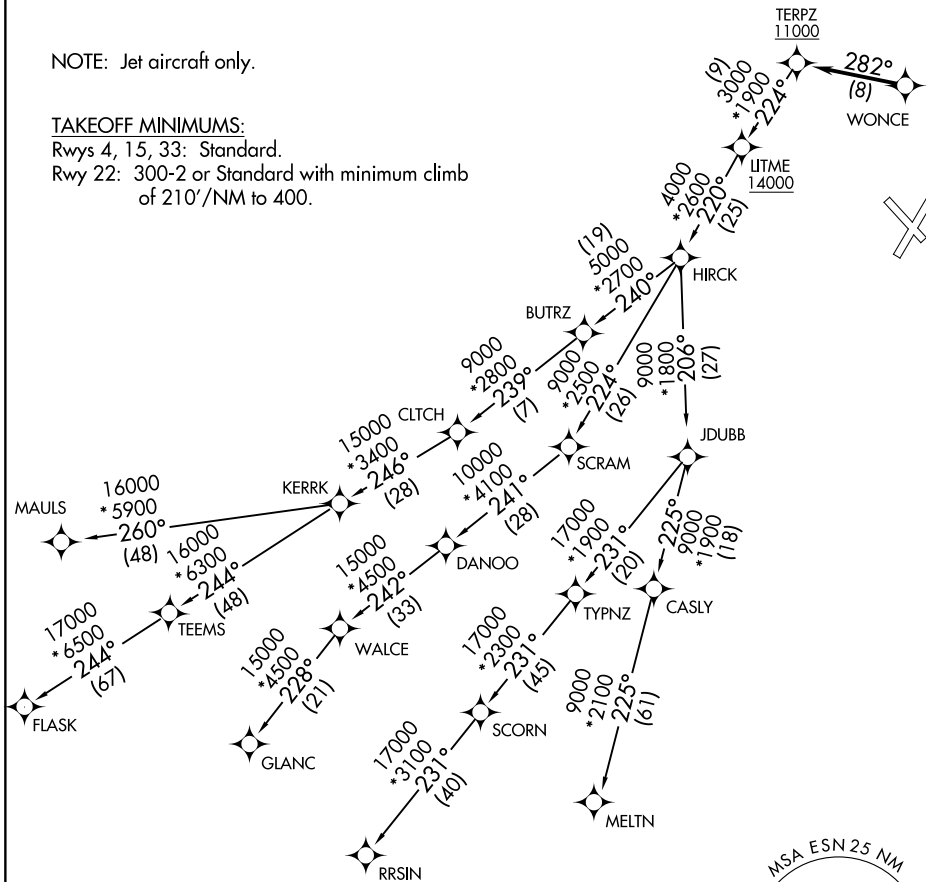 NOTE: Jet aircraft only.
TAKEOFF MINIMUMS:
Rwys 4, 15, 33: Standard.
Rwy 22: 300-2 or Standard with minimum climb
of 210'/NM to 400.
TERPZ
11000
282°
(8)
WONCE
(9)
3000
*1900
224°
LITME
14000
4000
*2600
220°
(25)
HIRCK
(19)
5000
*2700
240°
BUTRZ
9000
*2500
224°
(26)
9000
*1800
206°
(27)
9000
*2800
239°
(7)
CLTCH
SCRAM
JDUBB
15000
*3400
246°
(28)
KERRK
10000
*4100
241°
(28)
DANOO
17000
*1900
231°
(20)
TYPNZ
225°
9000
*1900
(18)
CASLY
MAULS
16000
*5900
260°
(48)
16000
*6300
244°
(48)
TEEMS
15000
*4500
242°
(33)
WALCE
17000
*6500
244°
(67)
FLASK
15000
*4500
228°
(21)
GLANC
17000
*2300
231°
(45)
SCORN
9000
*2100
225°
(61)
MELTN
17000
*3100
231°
(40)
RRSIN
MSA ESN 25 NM